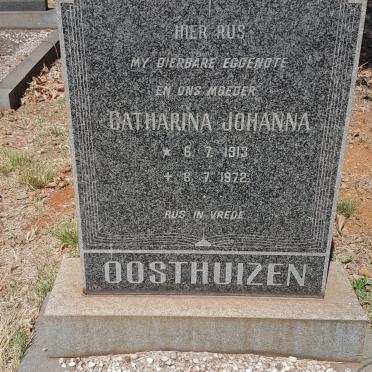 HIER RUS
MY DIERBARE EGGENOTE
EN ONS MOEDER
CATHARINA JOHANNA
* 6.7.1913
+ 8.7.1972
RUS IN VREDE
OOSTHUIZEN